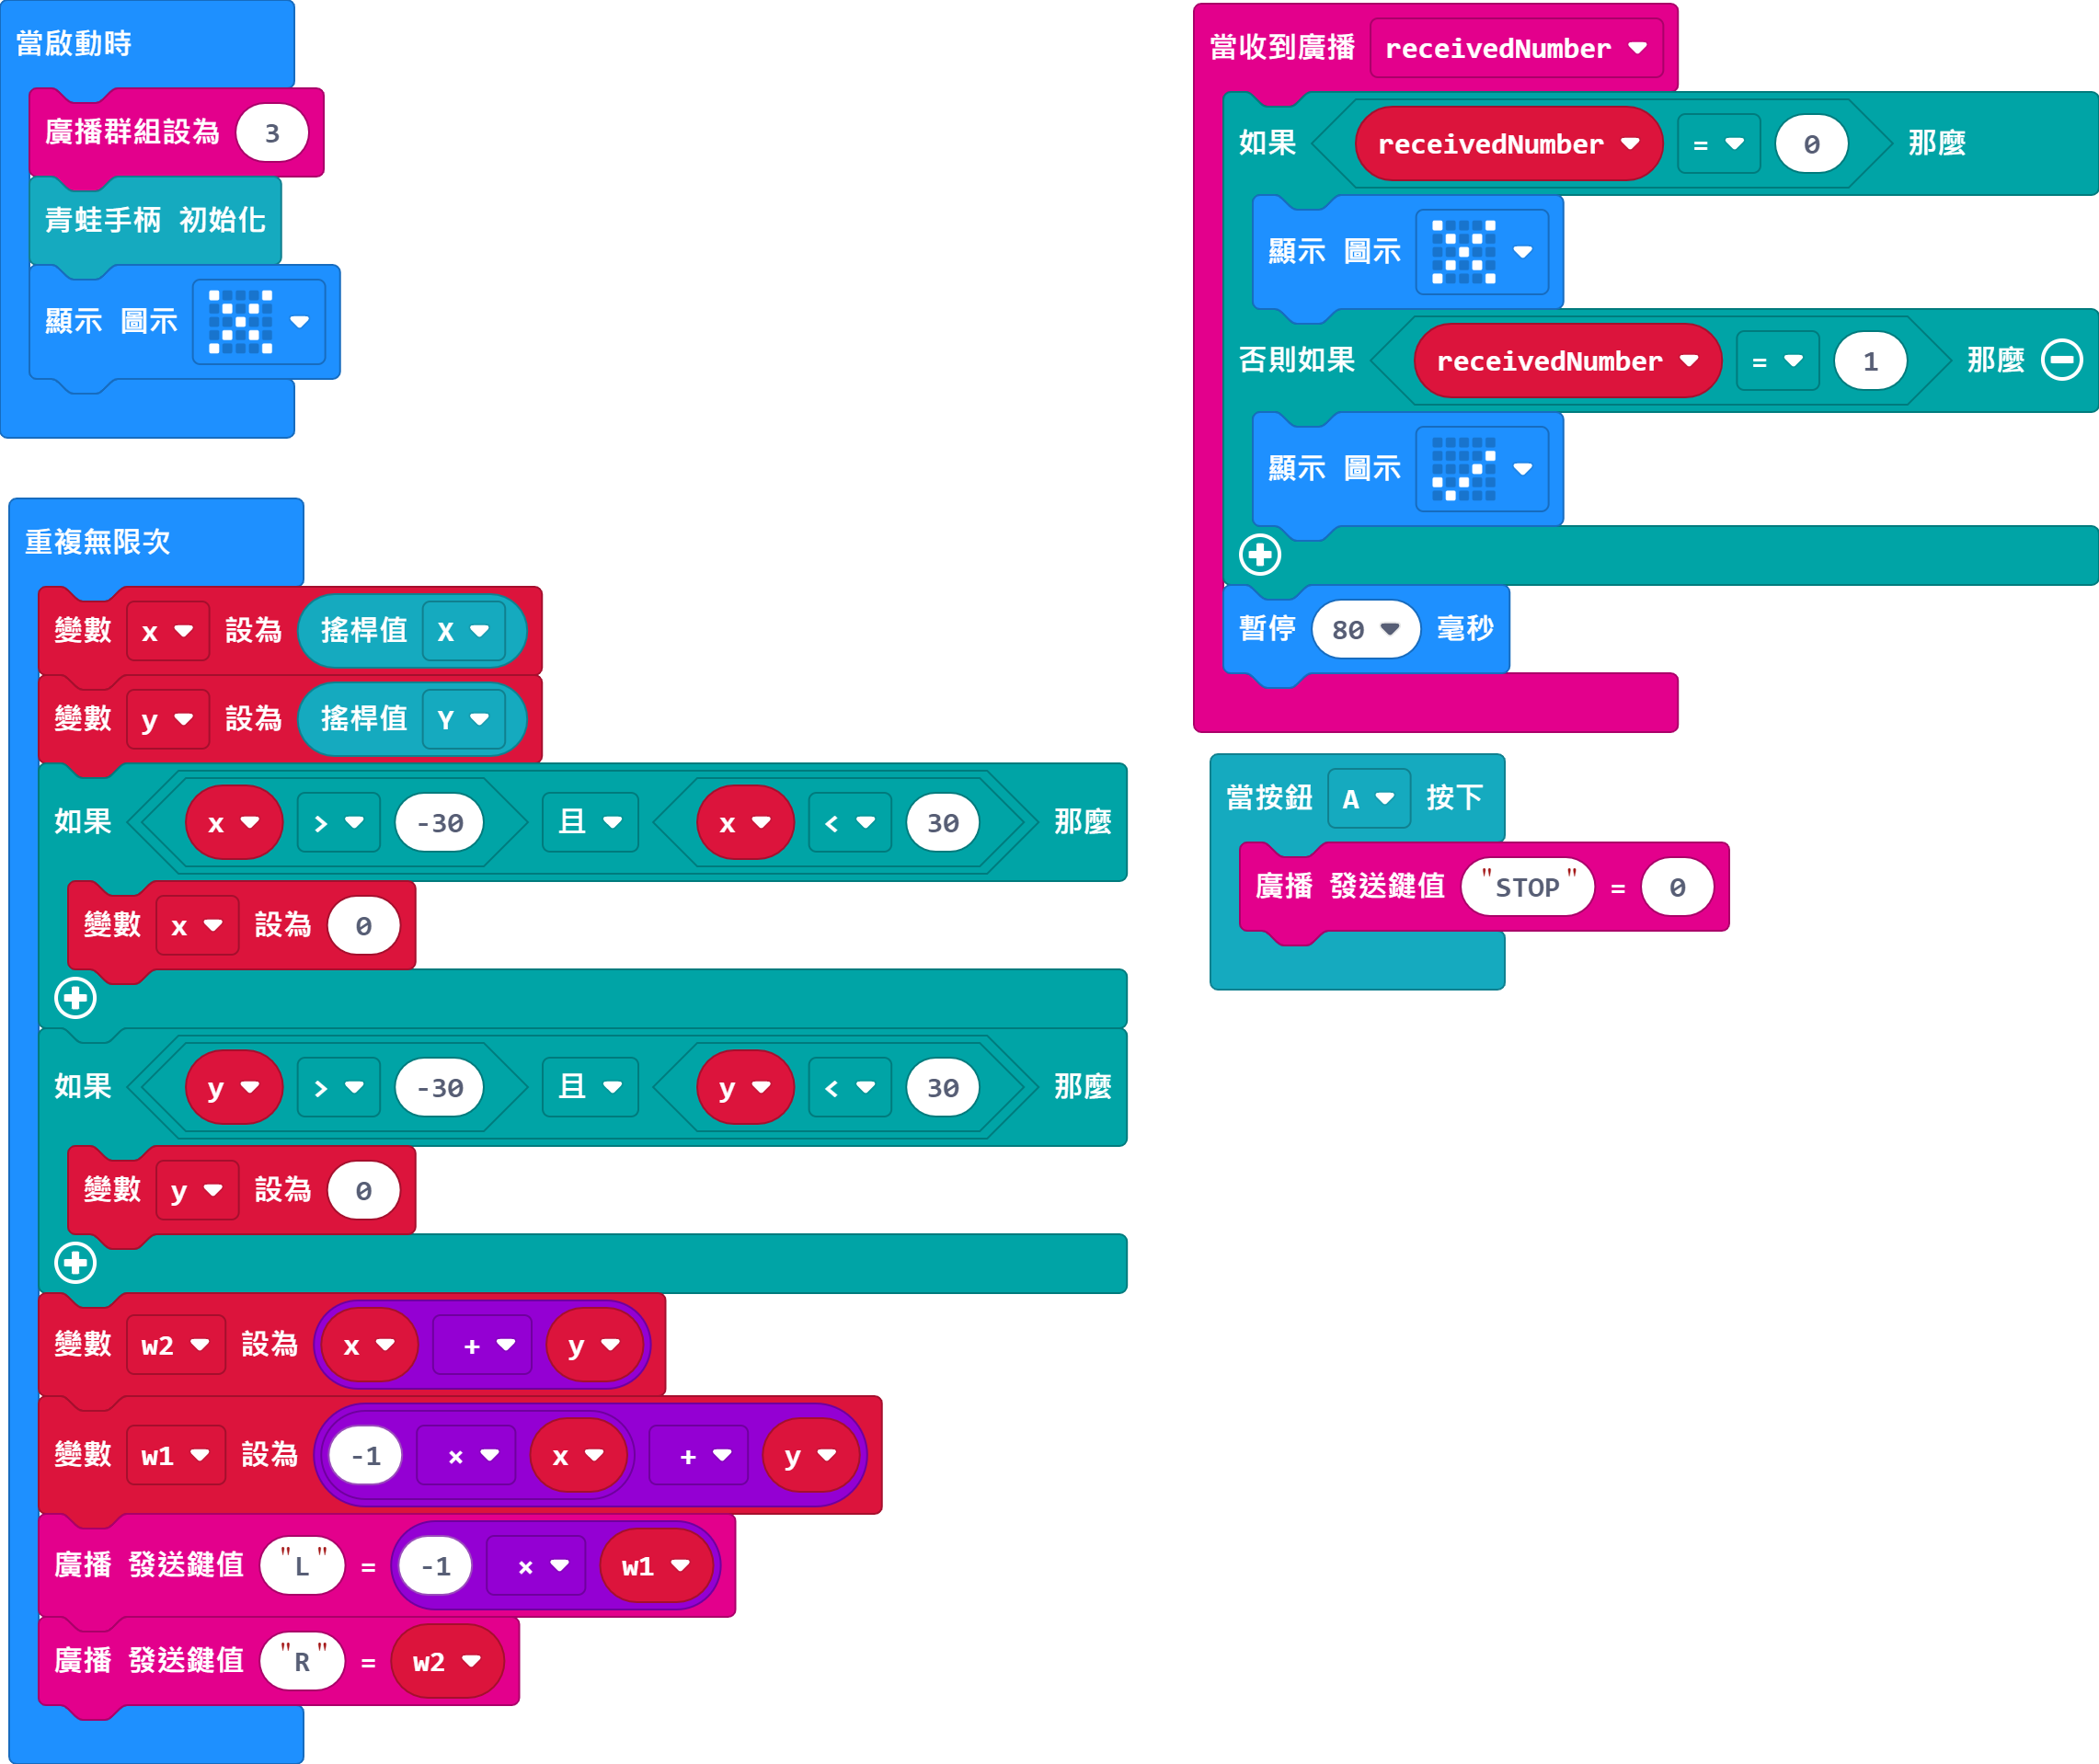 當啟動時
廣播群組設為 3
青蛙手柄 初始化
顯示 圖示
重複無限次
變數 x 設為 搖桿值 X
變數 y 設為 搖桿值 Y
如果 x > -30 且 x < 30 那麼
變數 x 設為 0
如果 y > -30 且 y < 30 那麼
變數 y 設為 0
變數 w2 設為 x + y
變數 w1 設為 -1 × x + y
廣播 發送鍵值 "L" = -1 × w1
廣播 發送鍵值 "R" = w2
當收到廣播 receivedNumber
如果 receivedNumber = 0 那麼
顯示 圖示
否則如果 receivedNumber = 1 那麼
顯示 圖示
暫停 80 毫秒
當按鈕 A 按下
廣播 發送鍵值 "STOP" = 0